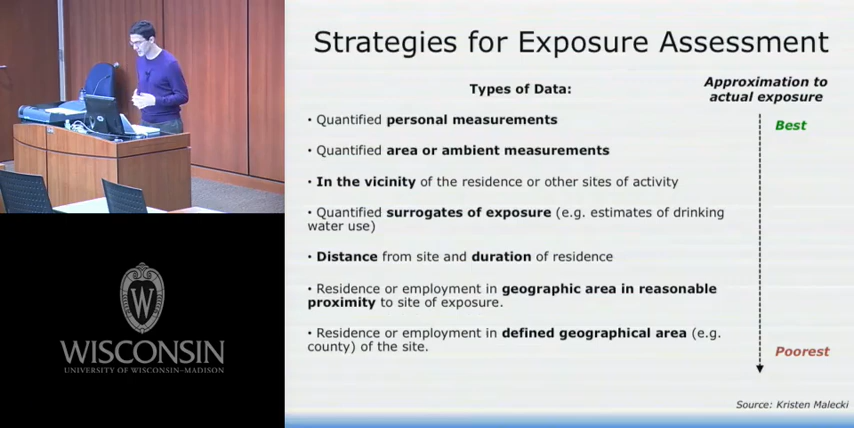 Strategies for Exposure Assessment
Types of Data:
Approximation to
actual exposure
• Quantified personal measurements
Best
• Quantified area or ambient measurements
• In the vicinity of the residence or other sites of activity
• Quantified surrogates of exposure (e.g. estimates of drinking
water use)
• Distance from site and duration of residence
• Residence or employment in geographic area in reasonable
proximity to site of exposure.
• Residence or employment in defined geographical area (e.g.
county) of the site.
Poorest
Source: Kristen Malecki
W
WISCONSIN
UNIVERSITY OF WISCONSIN–MADISON